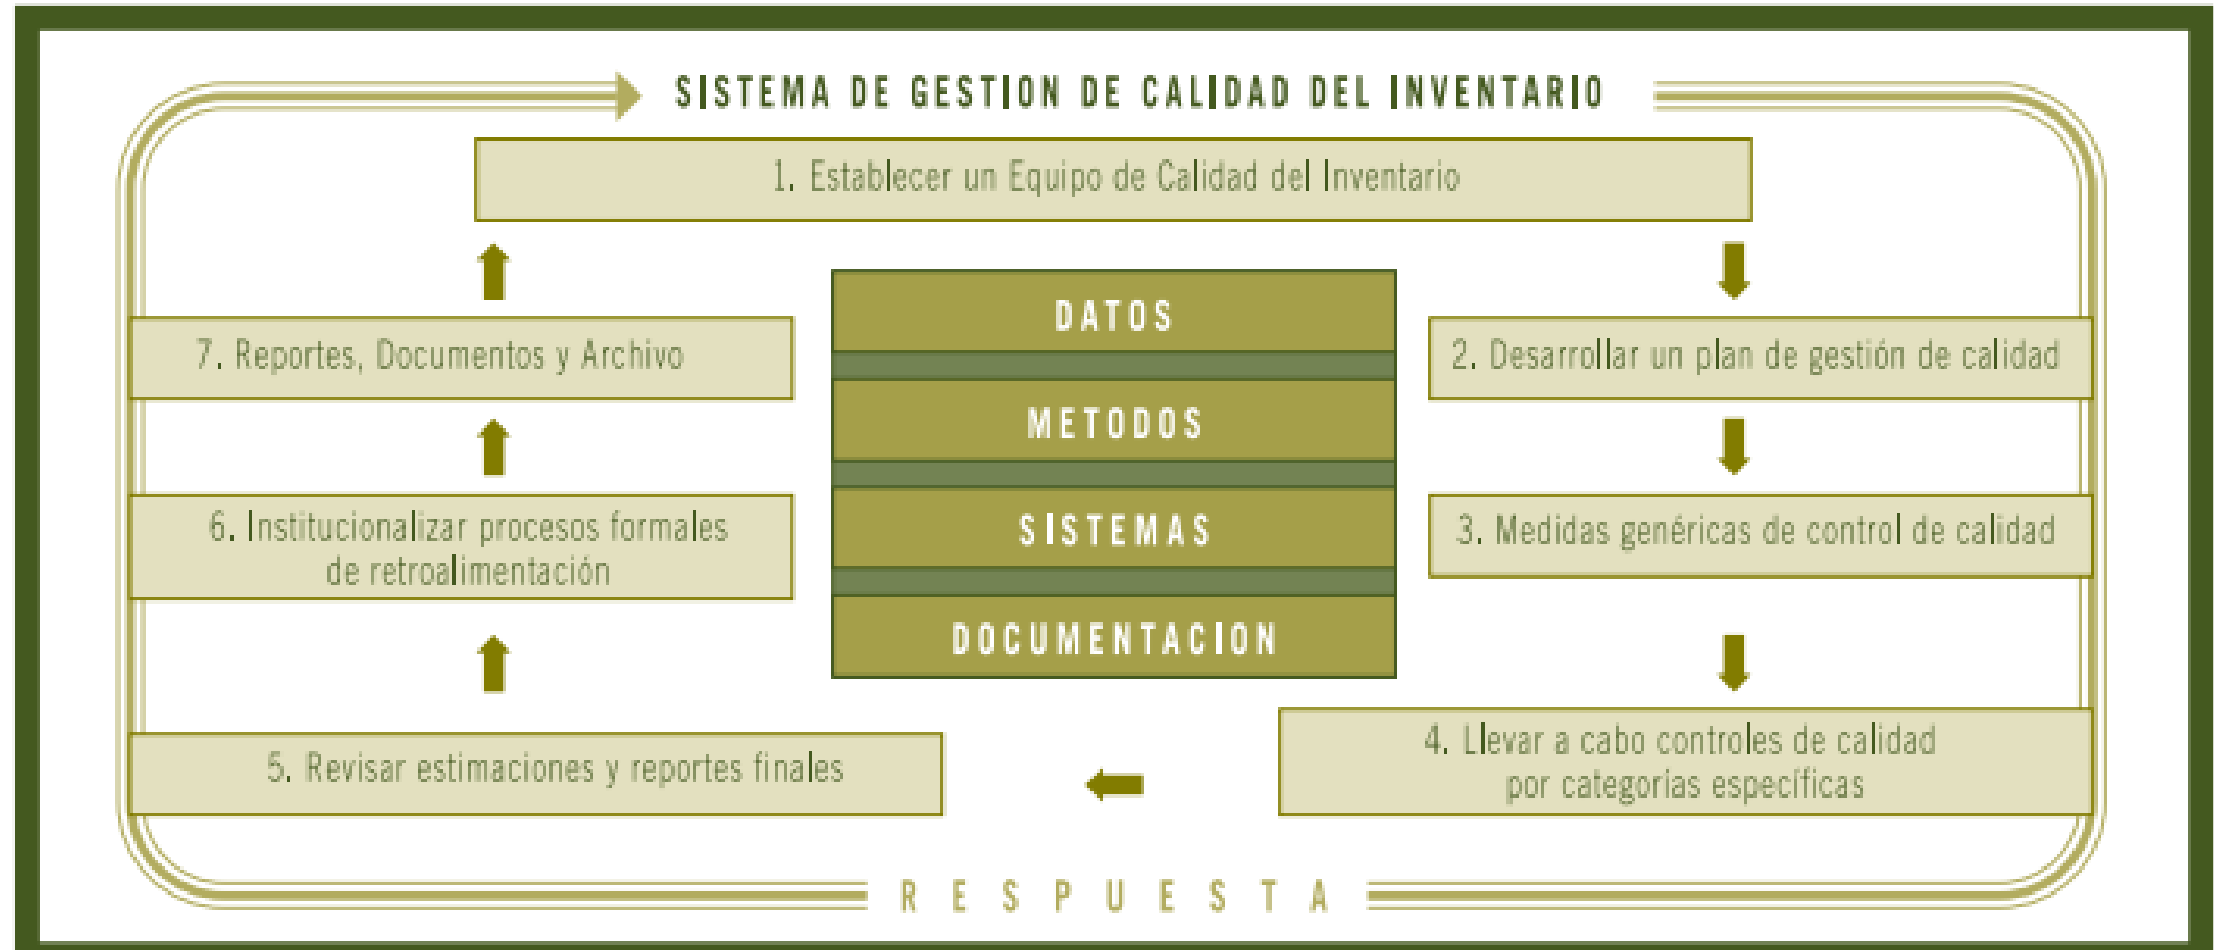 SISTEMA DE GESTION DE CALIDAD DEL INVENTARIO
1. Establecer un Equipo de Calidad del Inventario
2. Desarrollar un plan de gestión de calidad
3. Medidas genéricas de control de calidad
4. Llevar a cabo controles de calidad
por categorías específicas
5. Revisar estimaciones y reportes finales
6. Institucionalizar procesos formales
de retroalimentación
7. Reportes, Documentos y Archivo
DATOS
METODOS
SISTEMAS
DOCUMENTACION
RESPUESTA